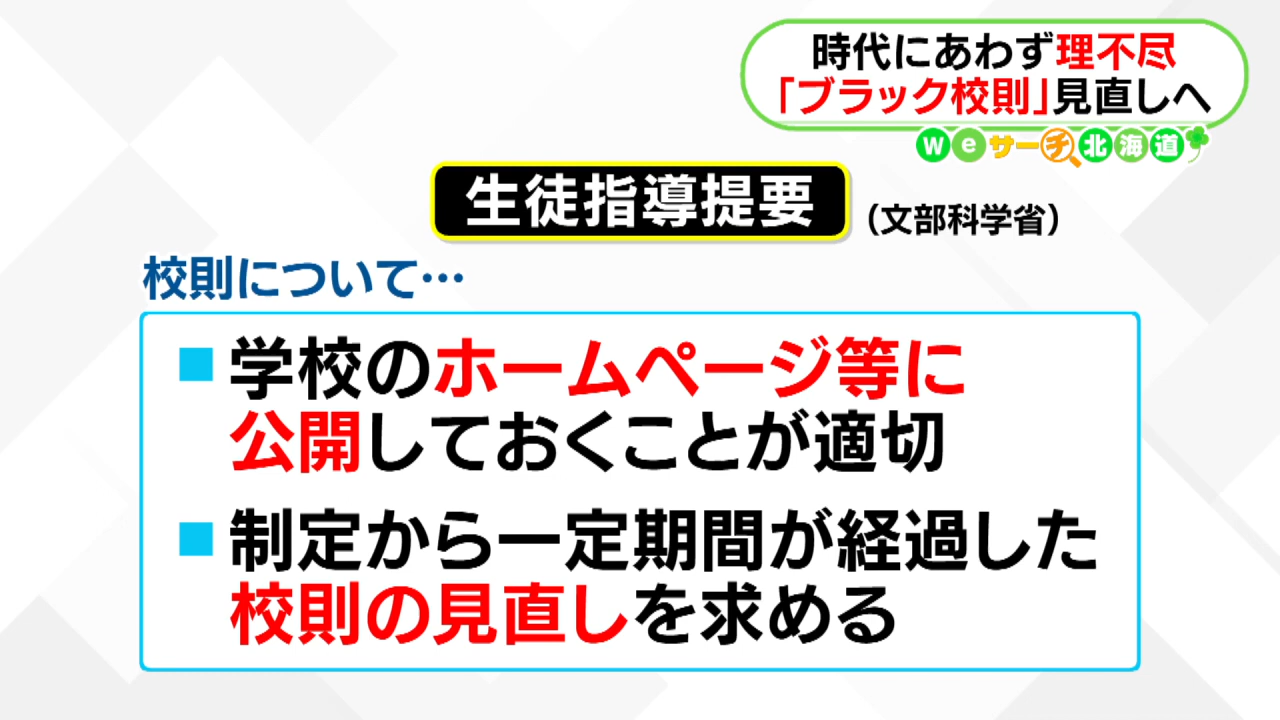 時代にあわず理不尽
「ブラック校則」見直しへ
Weサーチ北海道
生徒指導提要
（文部科学省）
校則について…
■学校のホームページ等に
公開しておくことが適切
■制定から一定期間が経過した
校則の見直しを求める